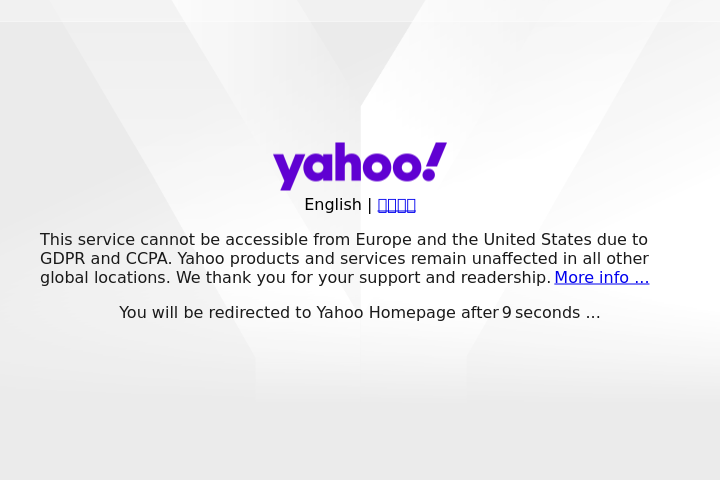 yahoo!
English |
This service cannot be accessible from Europe and the United States due to
GDPR and CCPA. Yahoo products and services remain unaffected in all other
global locations. We thank you for your support and readership. More info ...
You will be redirected to Yahoo Homepage after 9 seconds ...